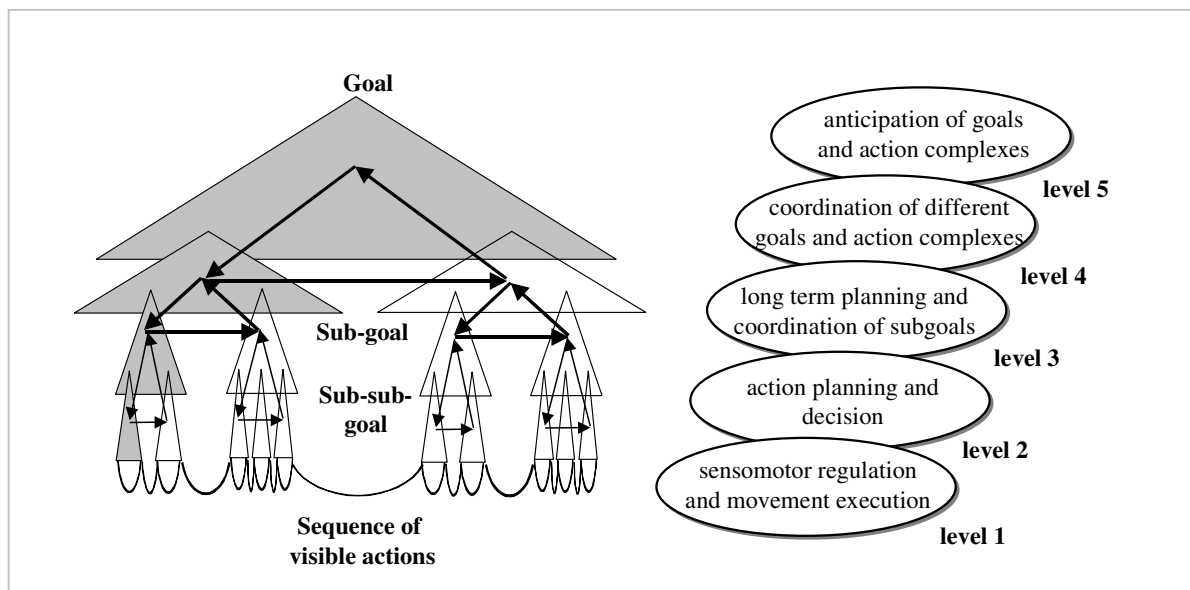 Goal
Sub-goal
Sub-sub-
goal
Sequence of
visible actions
anticipation of goals
and action complexes
level 5
coordination of different
goals and action complexes
level 4
long term planning and
coordination of subgoals
level 3
action planning and
decision
level 2
sensomotor regulation
and movement execution
level 1